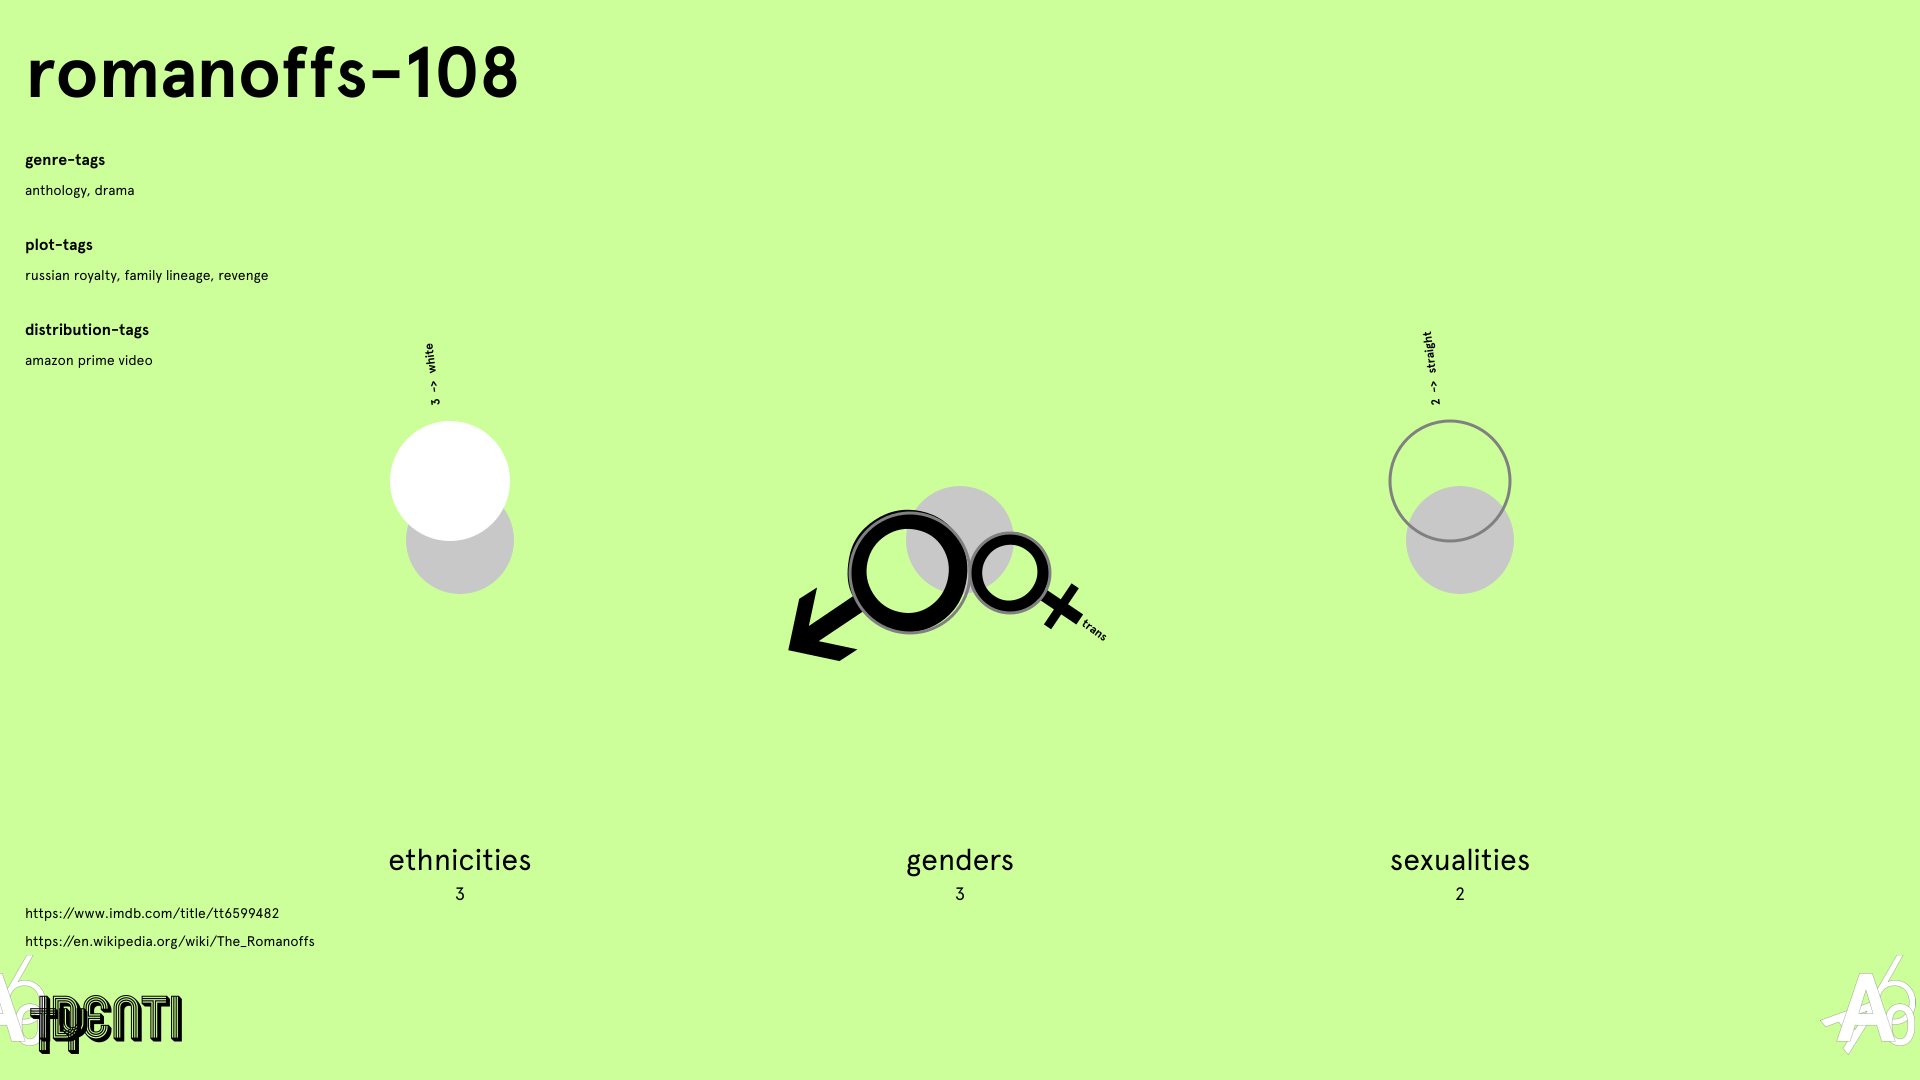 romanoffs-108
genre-tags
anthology, drama
plot-tags
russian royalty, family lineage, revenge
distribution-tags
amazon prime video
3 -> white
2 -> straight
trans
ethnicities
3
genders
3
sexualities
2
https://www.imdb.com/title/tt6599482
https://en.wikipedia.org/wiki/The_Romanoffs
IDENTI